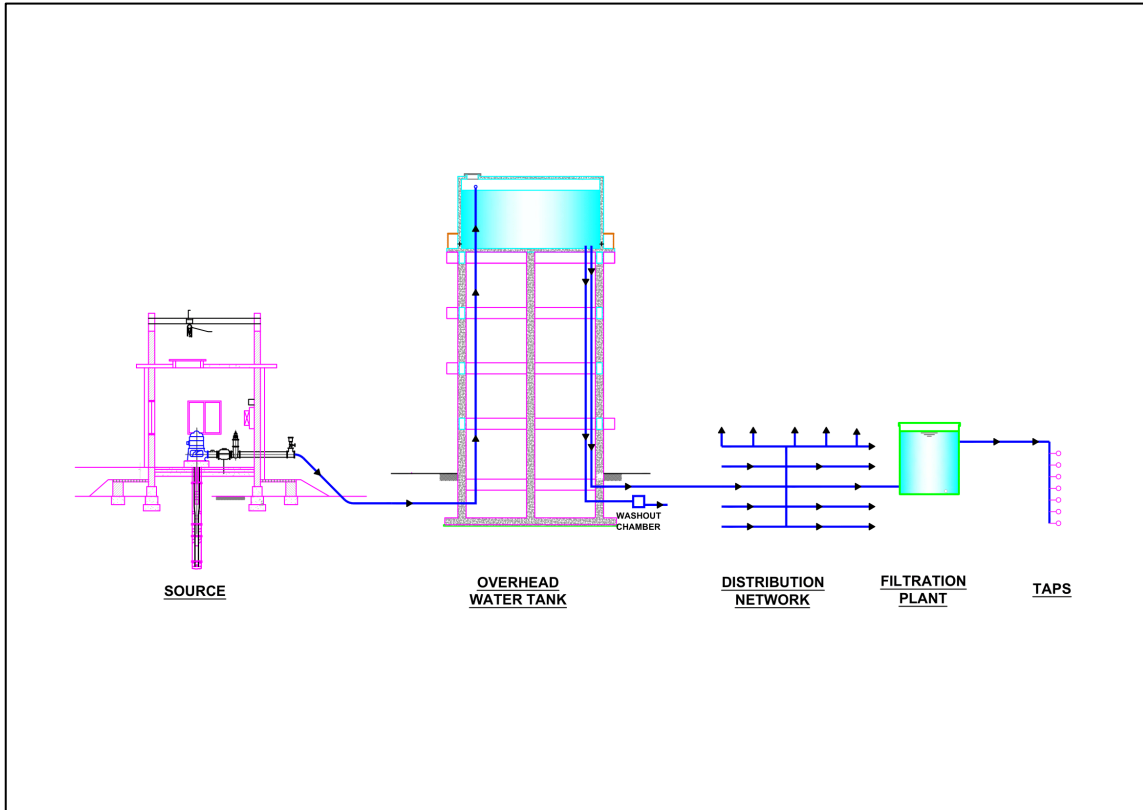 WASHOUT
CHAMBER
SOURCE
OVERHEAD
WATER TANK
DISTRIBUTION
NETWORK
FILTRATION
PLANT
TAPS